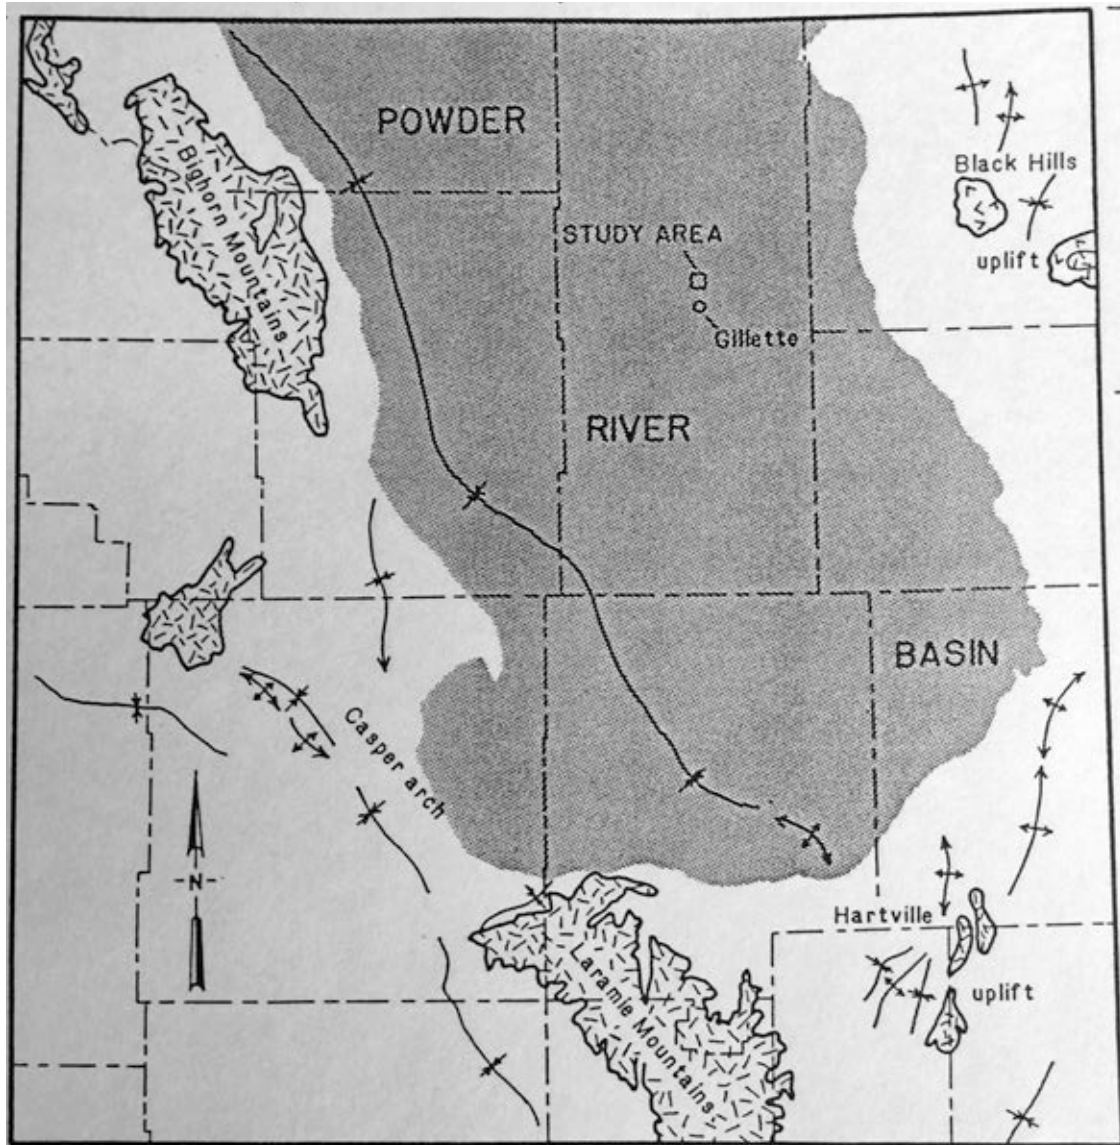 POWDER
Bighorn Mountains
Black Hills
uplift
STUDY AREA
Gillette
RIVER
BASIN
Casper arch
N
Hartville
uplift
Laramie Mountains